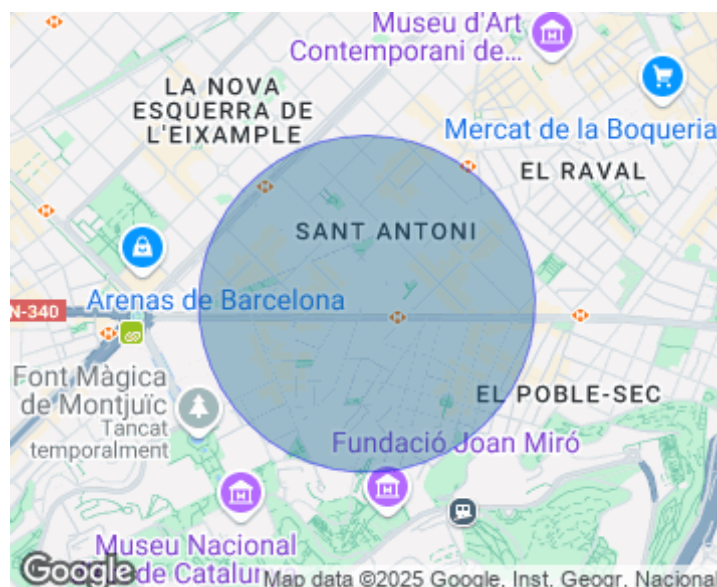 Museu d'Art
Contemporani de...
LA NOVA
ESQUERRA DE
L'EIXAMPLE
Mercat de la Boqueria
EL RAVAL
SANT ANTONI
Arenas de Barcelona
N-340
Font Màgica
de Montjuïc
Tancat
temporalment
EL POBLE-SEC
Fundació Joan Miró
Museu Nacional
de Catalun
Google
Map data ©2025 Google, Inst. Geogr. Nacional